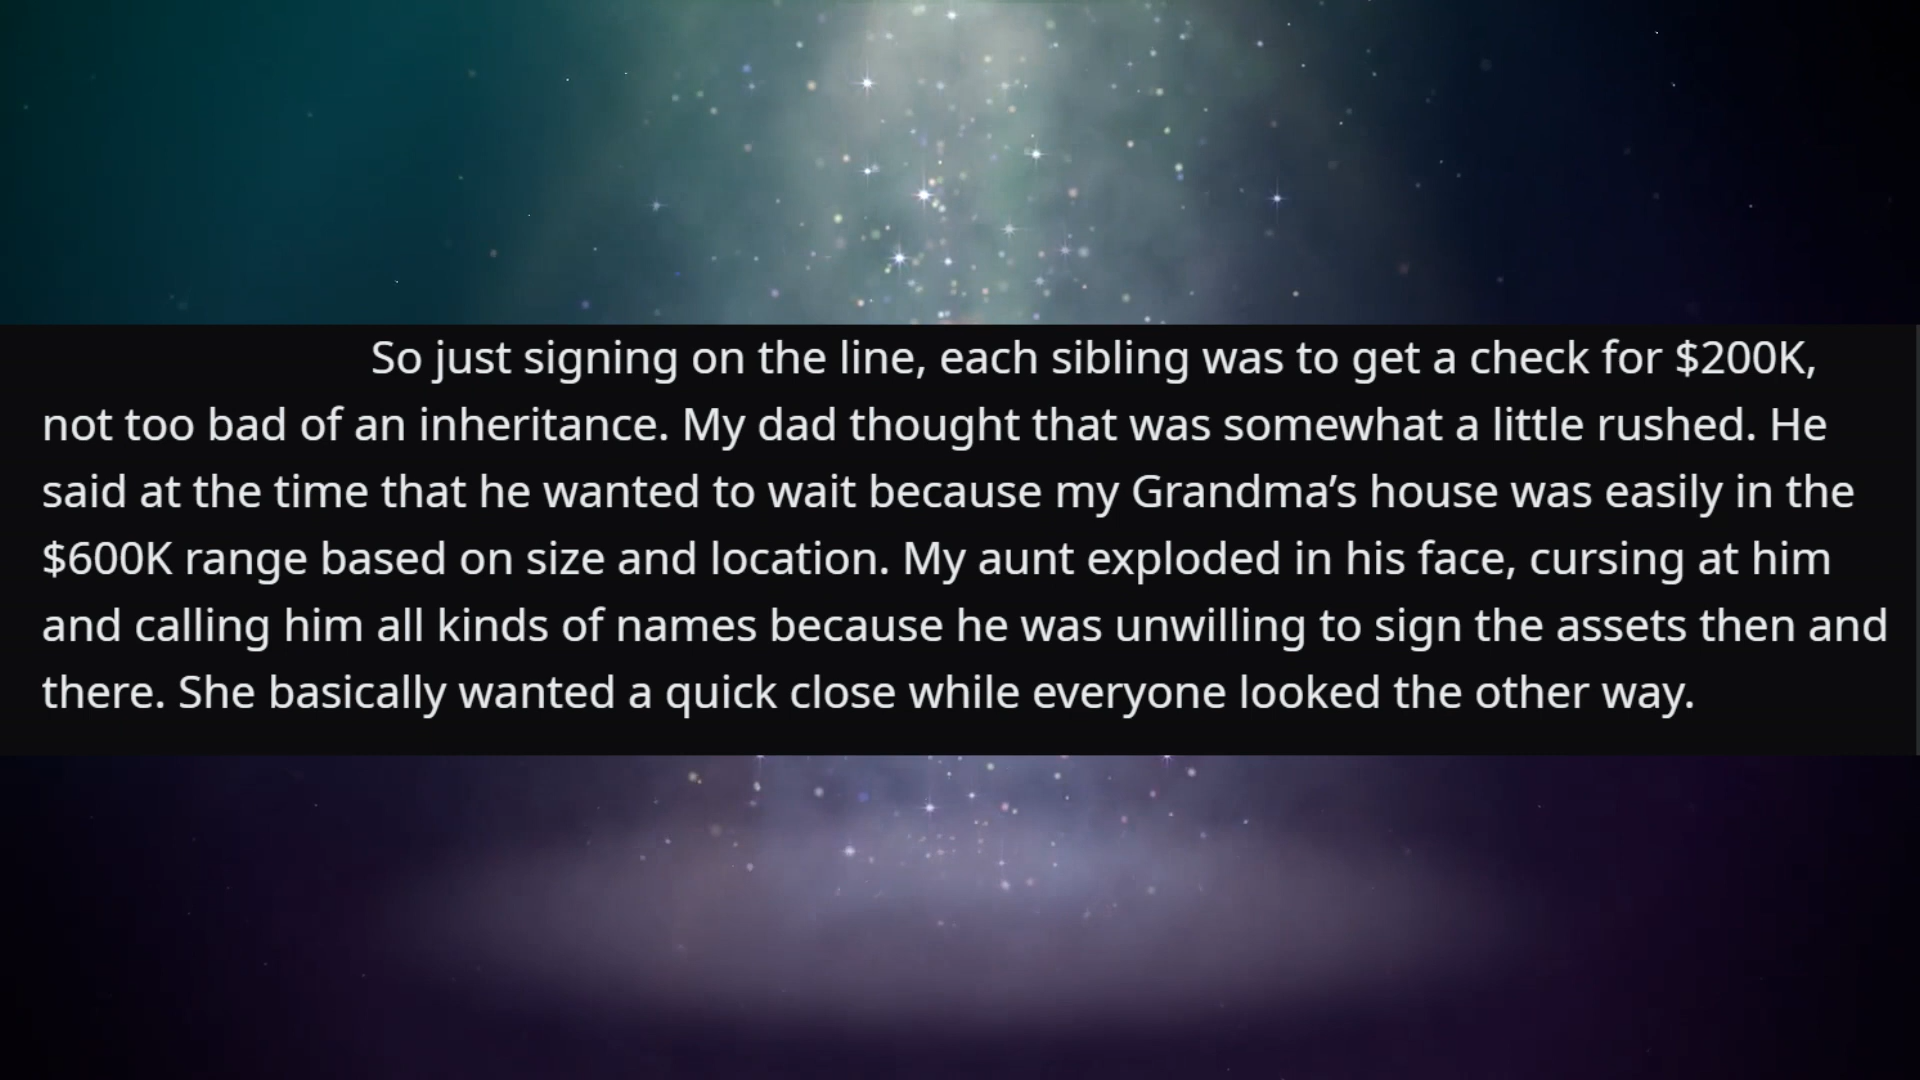 So just signing on the line, each sibling was to get a check for $200K,
not too bad of an inheritance. My dad thought that was somewhat a little rushed. He
said at the time that he wanted to wait because my Grandma’s house was easily in the
$600K range based on size and location. My aunt exploded in his face, cursing at him
and calling him all kinds of names because he was unwilling to sign the assets then and
there. She basically wanted a quick close while everyone looked the other way.